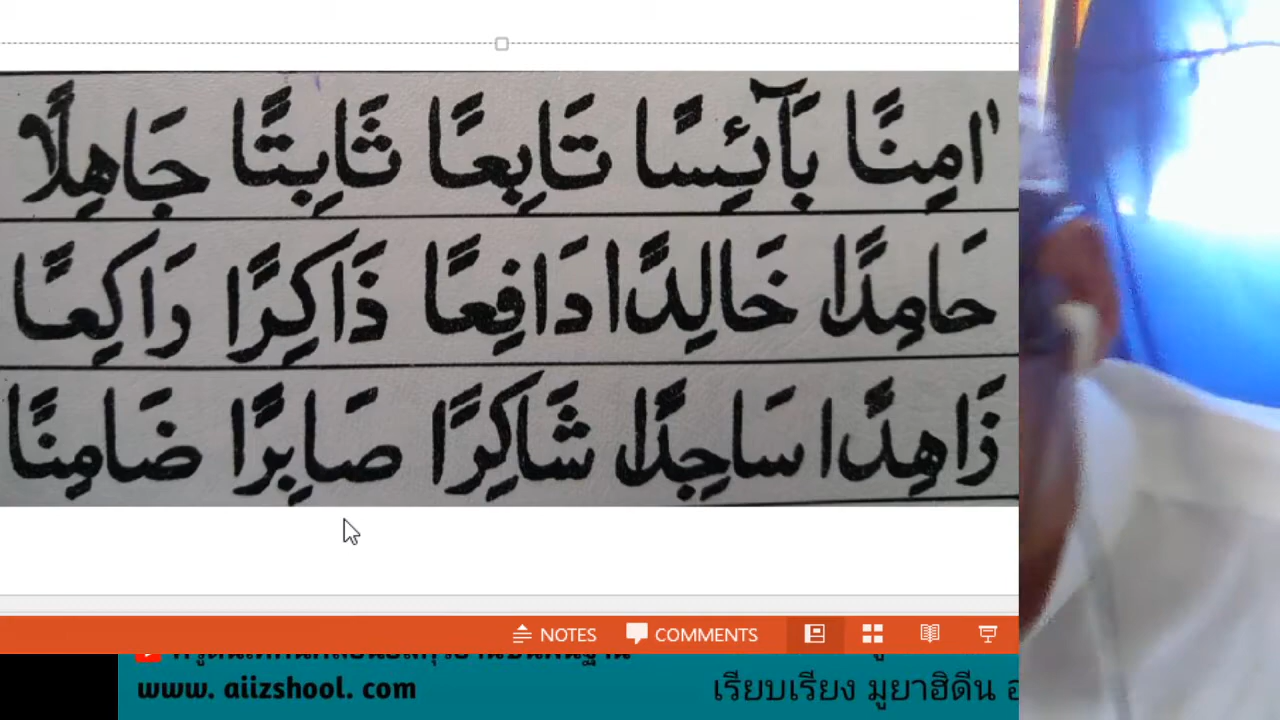 اٰمِنًا بَآئِسًا تَابِعًا ثَابِتًا جَاهِلًا
حَامِدًا خَالِدًا دَافِعًا ذَاكِرًا رَاكِعًا
زَاهِدًا سَاجِدًا شَاكِرًا صَابِرًا ضَامِنًا
NOTES COMMENTS
www. aiizshool. com เรียบเรียง มูยาฮิดีน